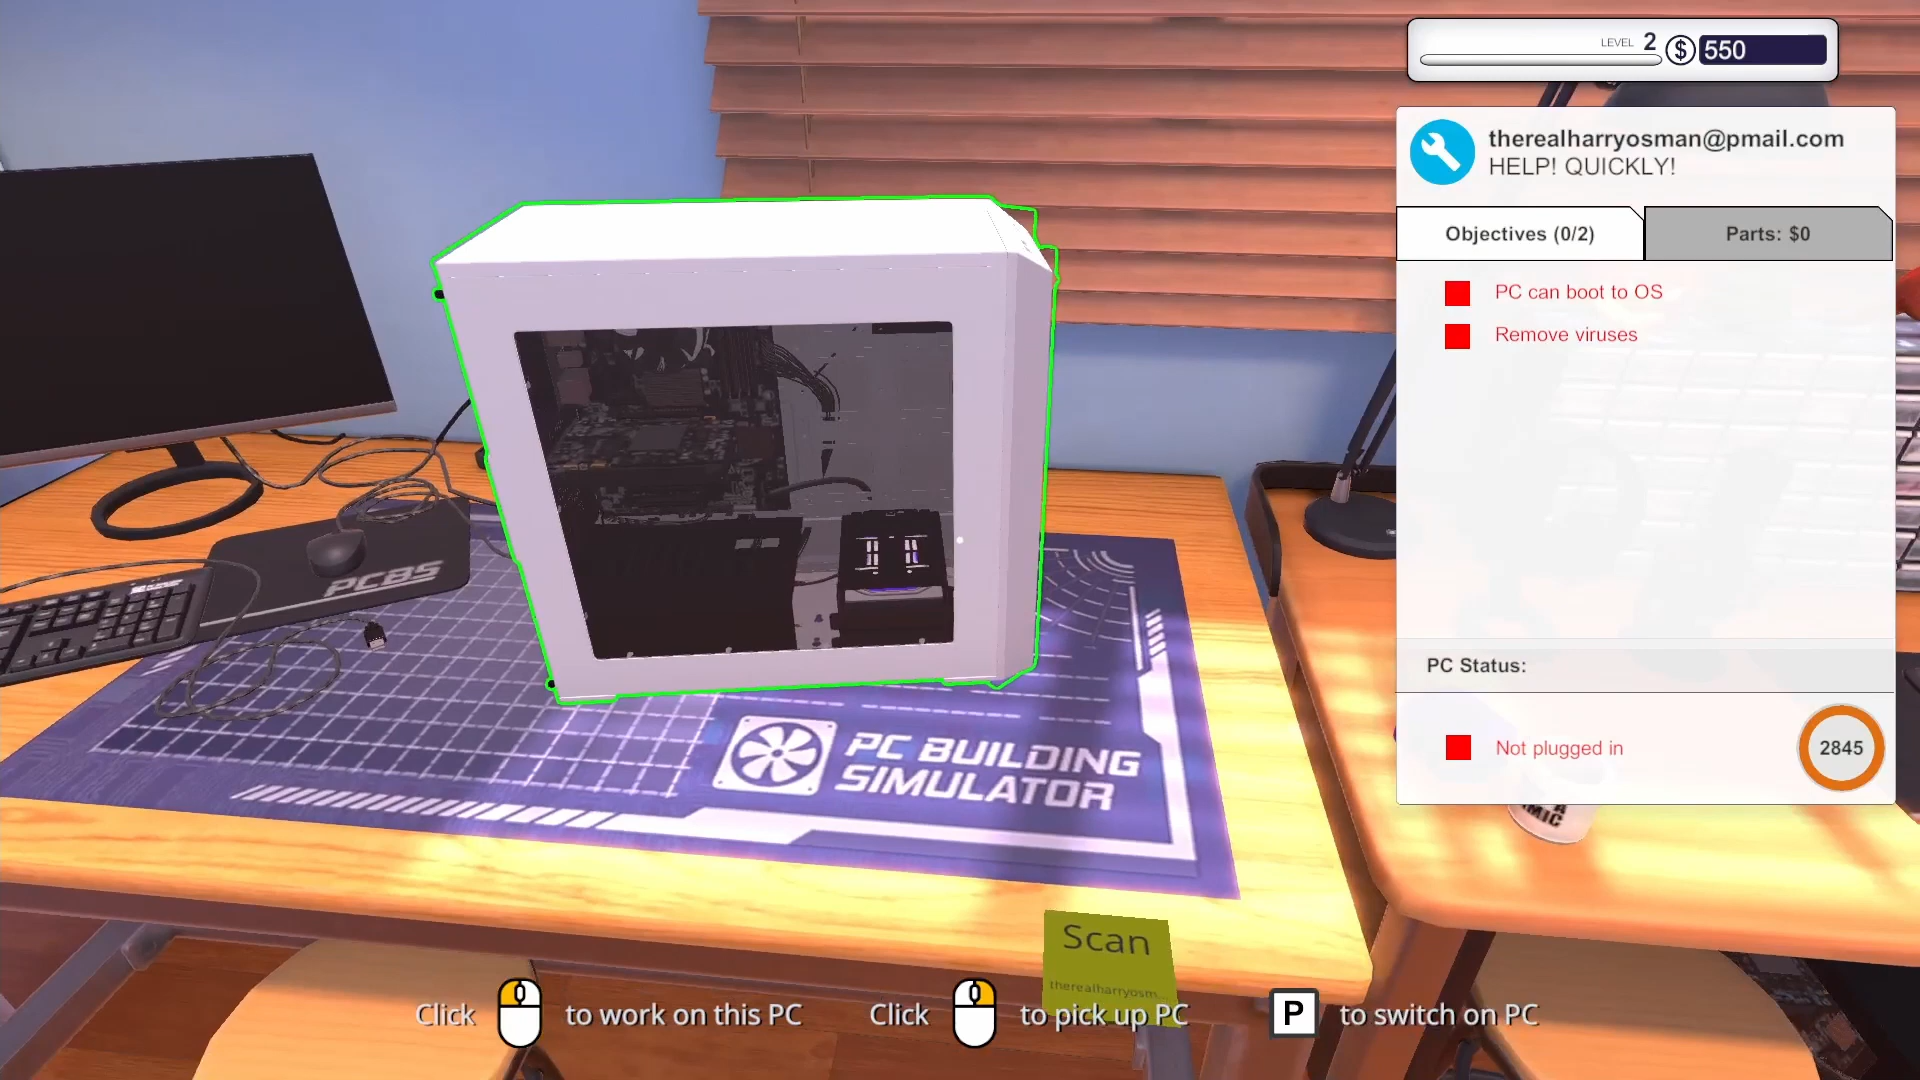 LEVEL 2 $ 550
therealharryosman@pmail.com
HELP! QUICKLY!
Objectives (0/2)
Parts: $0
PC can boot to OS
Remove viruses
PC Status:
Not plugged in
2845
PCBS
PC BUILDING
SIMULATOR
MIC
Scan
therealharryosm...
Click to work on this PC
Click to pick up PC
P to switch on PC